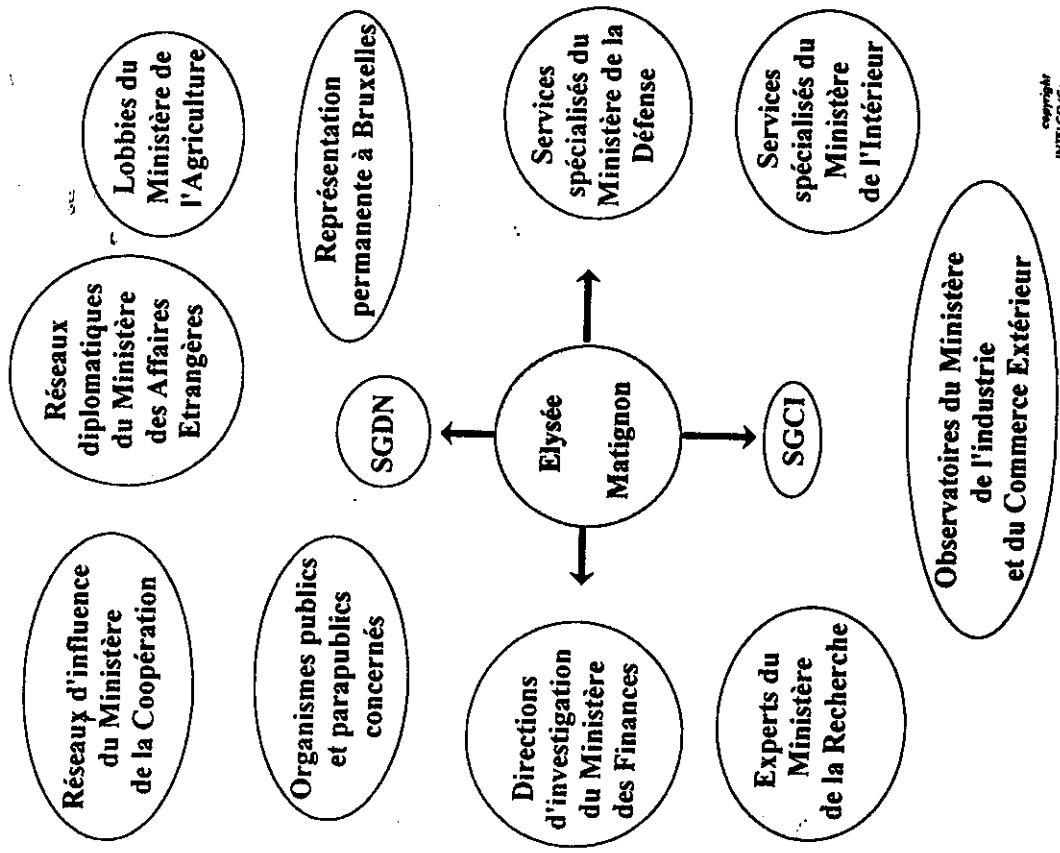 Réseaux d'influence
du Ministère
de la Coopération
Réseaux
diplomatiques
du Ministère
des Affaires
Etrangères
Lobbies du
Ministère de
l'Agriculture
Organismes publics
et parapublics
concernés
SGDN
Représentation
permanente à Bruxelles
Directions
d'investigation
du Ministère
des Finances
Elysée
Matignon
Services
spécialisés du
Ministère de la
Défense
Experts du
Ministère
de la Recherche
SGCI
Services
spécialisés du
Ministère
de l'Intérieur
Observatoires du Ministère
de l'industrie
et du Commerce Extérieur
copyright